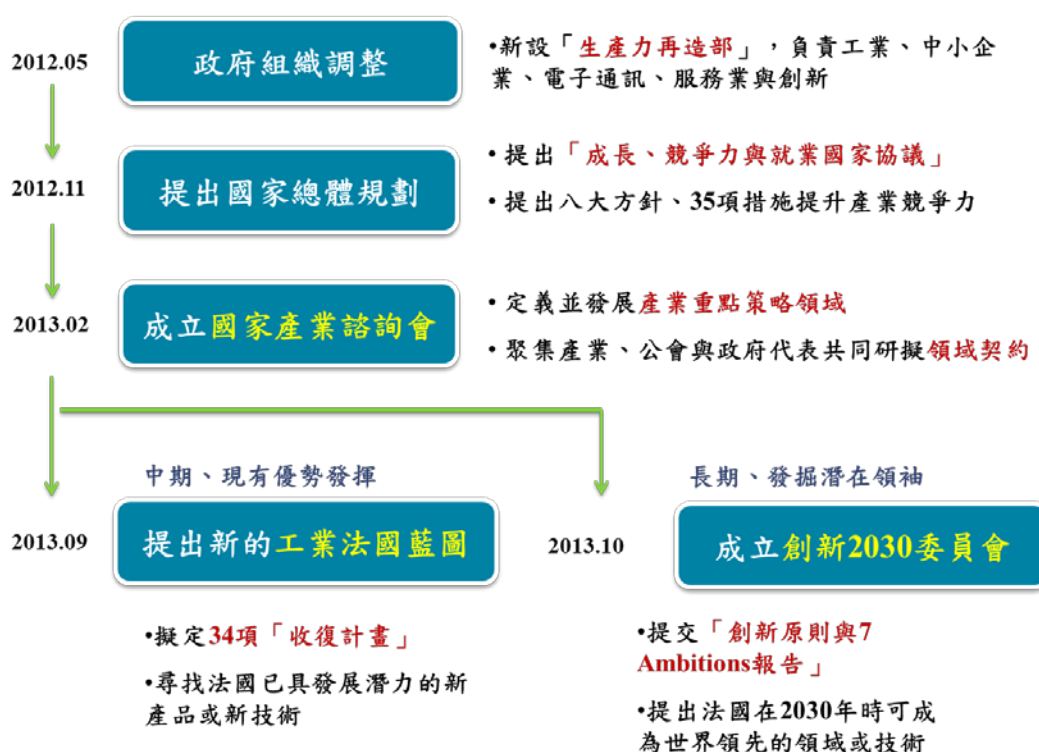 2012.05
政府組織調整
•新設「生產力再造部」，負責工業、中小企
業、電子通訊、服務業與創新
2012.11
提出國家總體規劃
•提出「成長、競爭力與就業國家協議」
•提出八大方針、35項措施提升產業競爭力
2013.02
成立國家產業諮詢會
•定義並發展產業重點策略領域
•聚集產業、公會與政府代表共同研擬領域契約
中期、現有優勢發揮
2013.09
提出新的工業法國藍圖
•擬定34項「收復計畫」
•尋找法國已具發展潛力的新
產品或新技術
長期、發掘潛在領袖
2013.10
成立創新2030委員會
•提交「創新原則與7
Ambitions報告」
•提出法國在2030年時可成
為世界領先的領域或技術